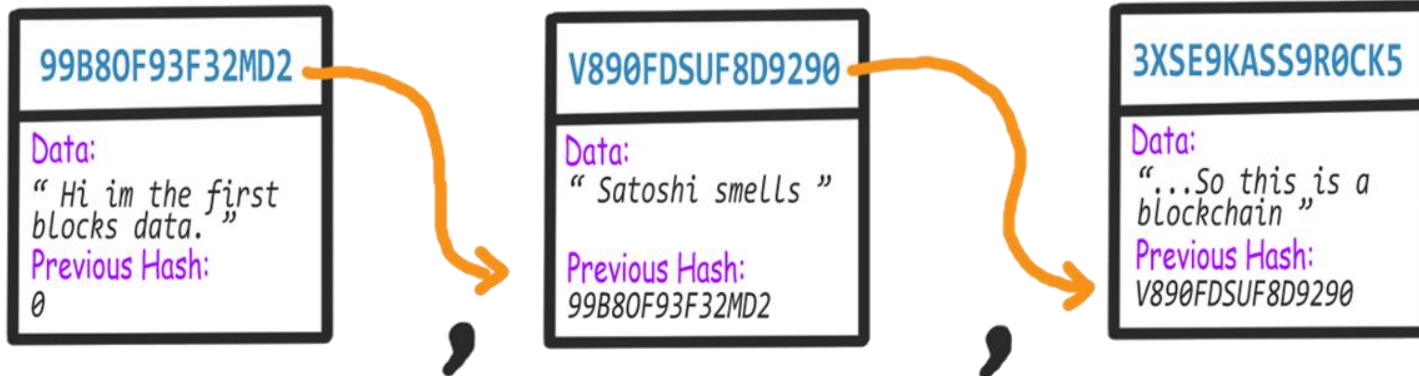 99B8OF93F32MD2
Data:
“ Hi im the first
blocks data. ”
Previous Hash:
0
,
V890FDSUF8D9290
Data:
“ Satoshi smells ”
Previous Hash:
99B8OF93F32MD2
,
3XSE9KASS9R0CK5
Data:
“...So this is a
blockchain ”
Previous Hash:
V890FDSUF8D9290